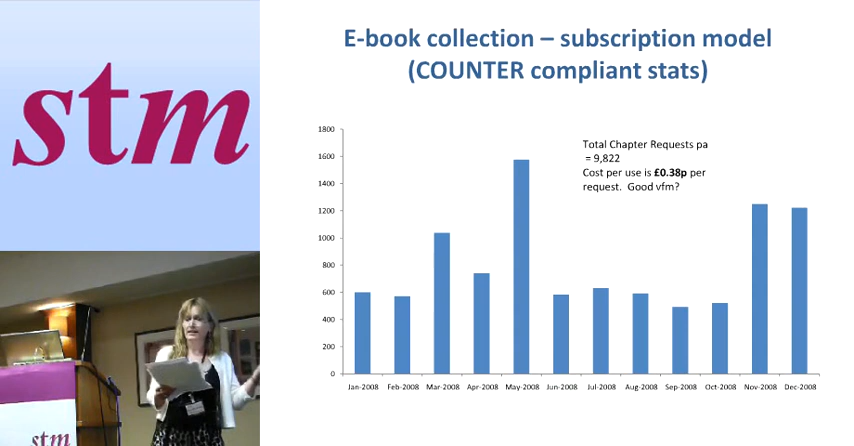 stm
E-book collection – subscription model
(COUNTER compliant stats)
1800
1600
1400
1200
1000
800
600
400
200
0
Total Chapter Requests pa
= 9,822
Cost per use is £0.38p per
request. Good vfm?
Jan-2008 Feb-2008 Mar-2008 Apr-2008 May-2008 Jun-2008 Jul-2008 Aug-2008 Sep-2008 Oct-2008 Nov-2008 Dec-2008
stm